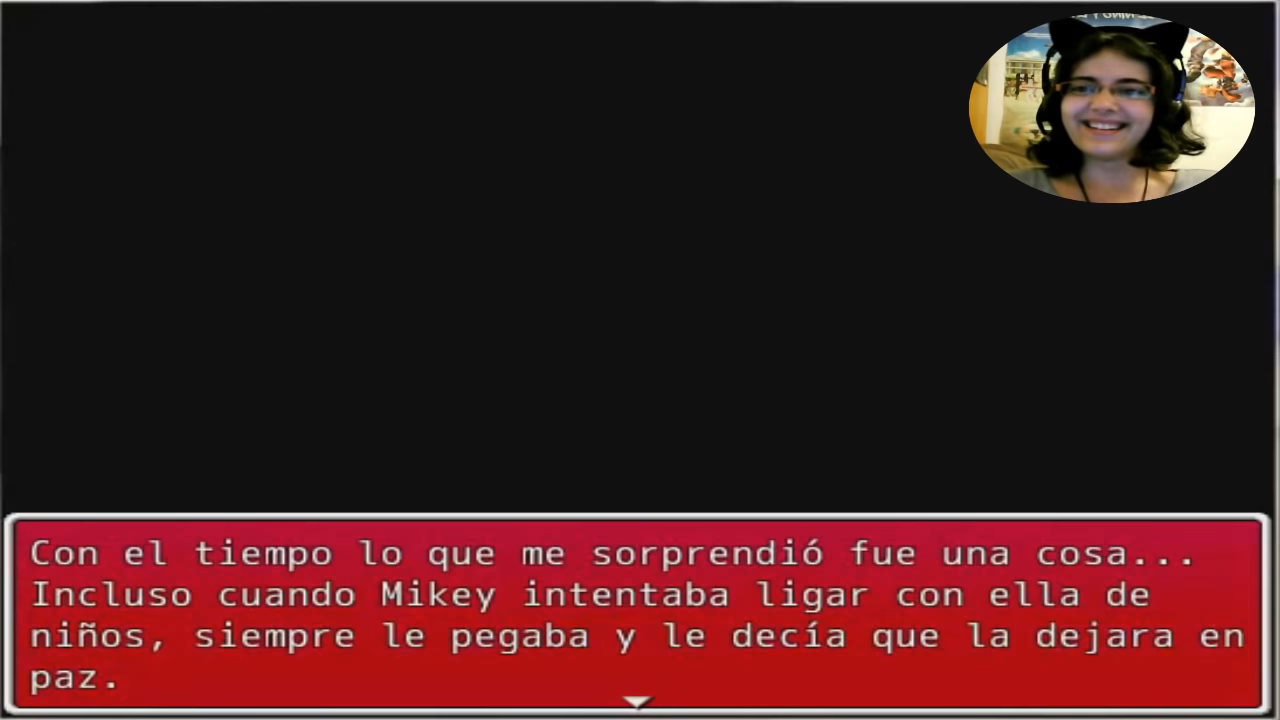 Con el tiempo lo que me sorprendió fue una cosa...
Incluso cuando Mikey intentaba ligar con ella de
niños, siempre le pegaba y le decía que la dejara en
paz.